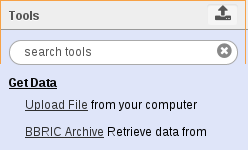 Tools
search tools
Get Data
Upload File from your computer
BBRIC Archive Retrieve data from